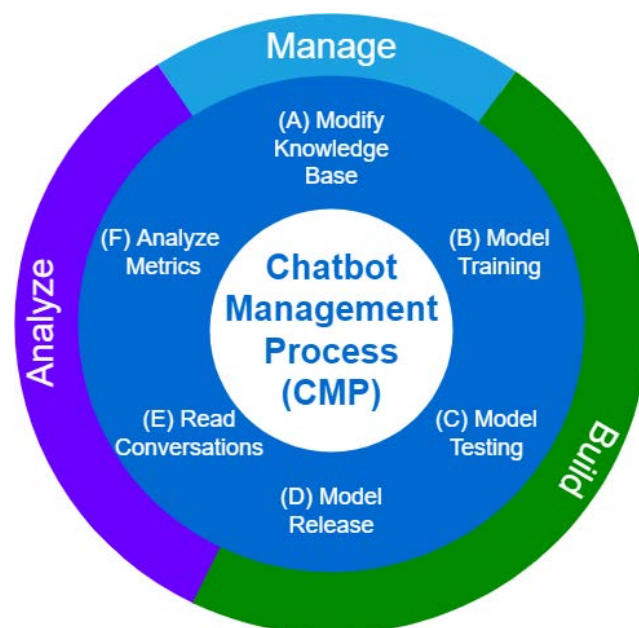 Manage
(A) Modify
Knowledge
Base
(B) Model
Training
(C) Model
Testing
(D) Model
Release
(E) Read
Conversations
(F) Analyze
Metrics
Chatbot
Management
Process
(CMP)
Analyze
Build